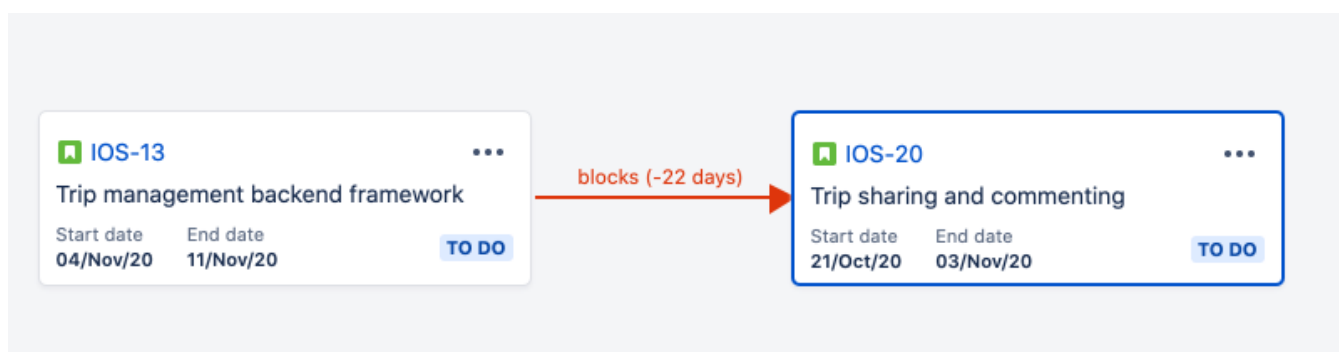 IOS-13
Trip management backend framework
Start date End date
04/Nov/20 11/Nov/20
TO DO
blocks (-22 days)
IOS-20
Trip sharing and commenting
Start date End date
21/Oct/20 03/Nov/20
TO DO